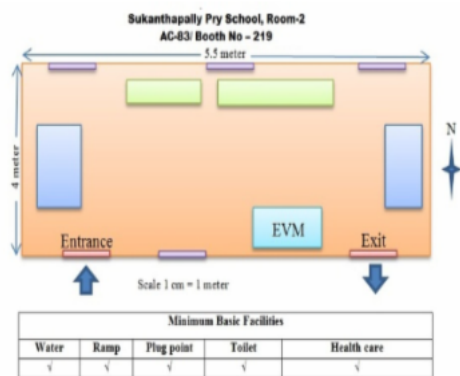 Sukanthapally Pry School, Room-2
AC-83/ Booth No – 219
5.5 meter
4 meter
N
EVM
Entrance
Exit
Scale 1 cm = 1 meter
Minimum Basic Facilities
Water Ramp Plug point Toilet Health care
√ √ √ √ √